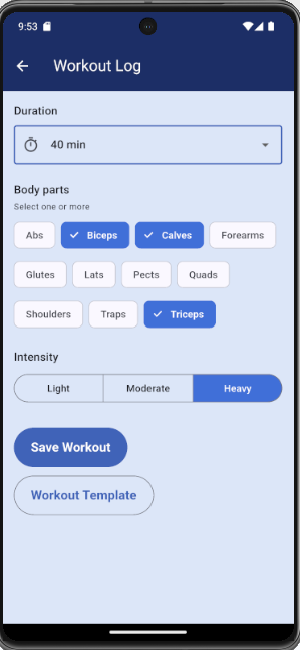 9:53
Workout Log
Duration
40 min
Body parts
Select one or more
Abs Biceps Calves Forearms
Glutes Lats Pects Quads
Shoulders Traps Triceps
Intensity
Light Moderate Heavy
Save Workout
Workout Template